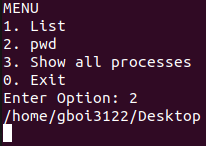 MENU
1. List
2. pwd
3. Show all processes
0. Exit
Enter Option: 2
/home/gboi3122/Desktop